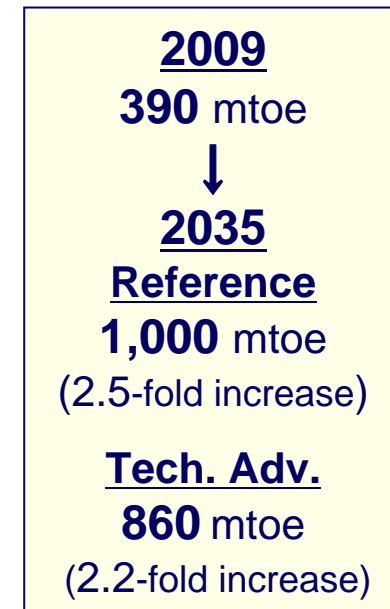 2009
390 mtoe
↓
2035
Reference
1,000 mtoe
(2.5-fold increase)
Tech. Adv.
860 mtoe
(2.2-fold increase)